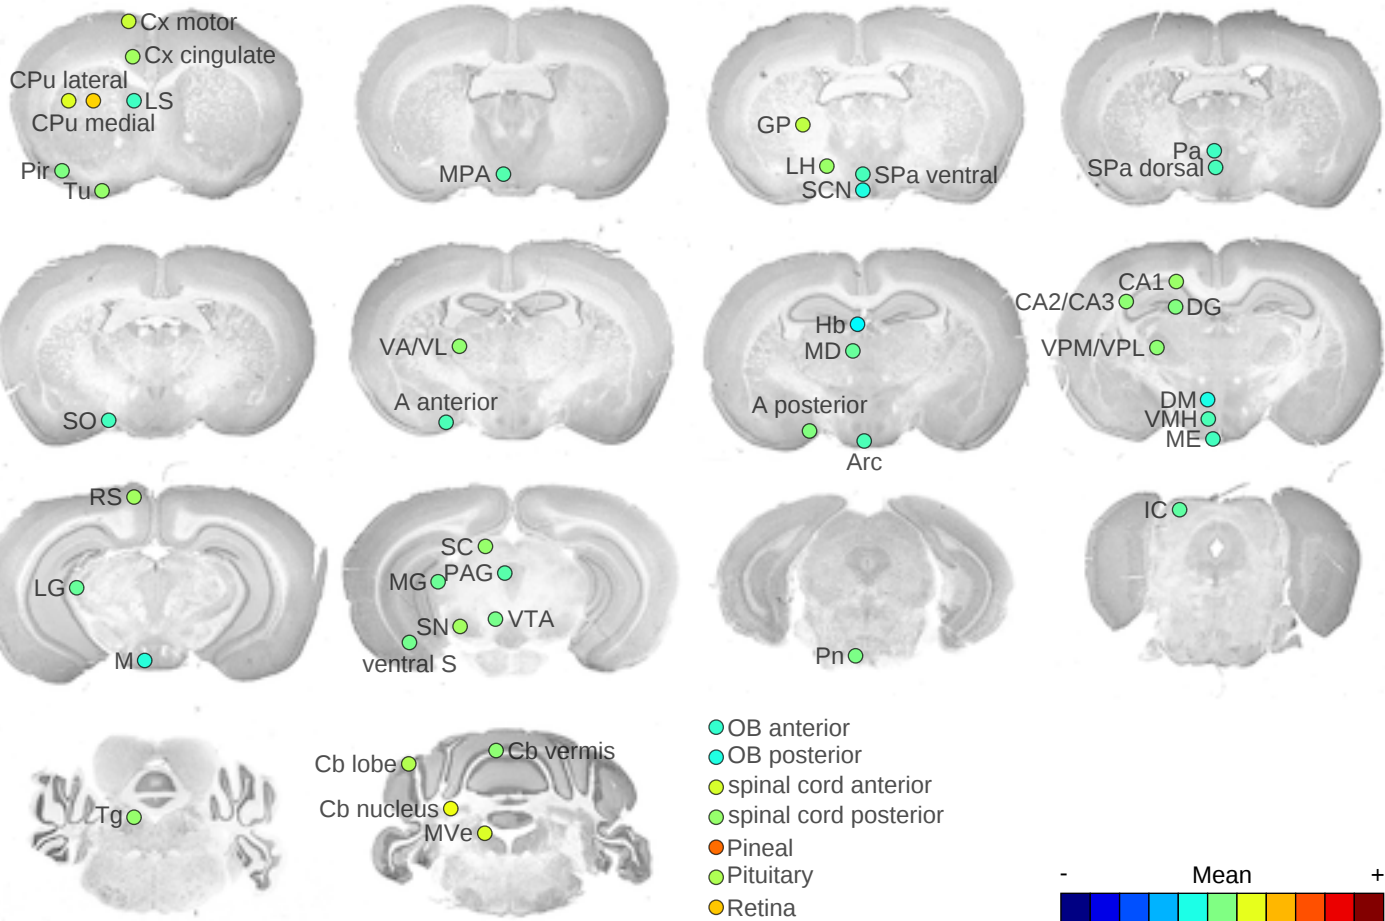 Cx motor
Cx cingulate
CPu lateral
LS
CPu medial
Pir
Tu
MPA
GP
LH
SPa ventral
SCN
Pa
SPa dorsal
SO
VA/VL
A anterior
Hb
MD
A posterior
Arc
CA1
CA2/CA3
DG
VPM/VPL
DM
VMH
ME
RS
LG
M
SC
MG
PAG
SN
VTA
ventral S
Pn
IC
Tg
Cb lobe
Cb vermis
Cb nucleus
MVe
OB anterior
OB posterior
spinal cord anterior
spinal cord posterior
Pineal
Pituitary
Retina
- Mean +